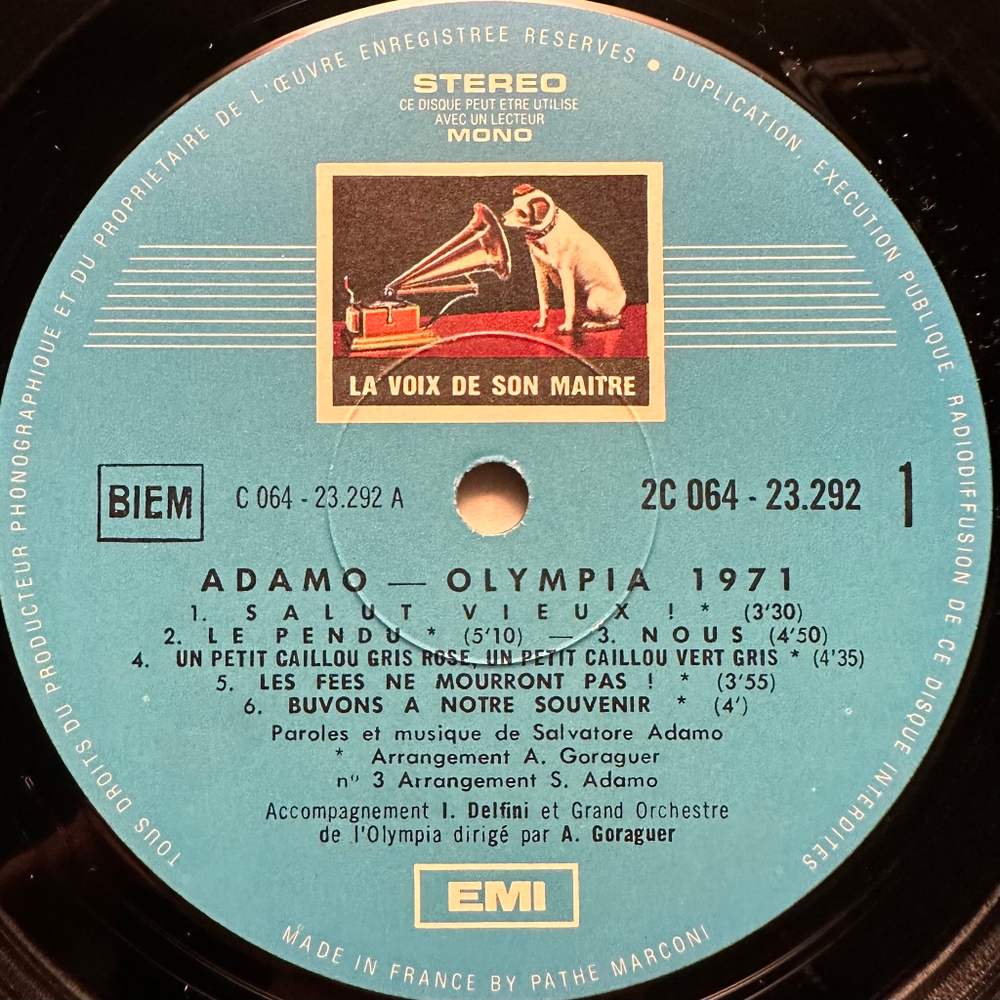 TOUS DROITS DU PRODUCTEUR PHONOGRAPHIQUE ET DU PROPRIETAIRE DE L'ŒUVRE ENREGISTREE RESERVES • DUPLICATION, EXECUTION PUBLIQUE, RADIODIFFUSION DE CE DISQUE INTERDITES
STEREO
CE DISQUE PEUT ETRE UTILISE
AVEC UN LECTEUR
MONO
LA VOIX DE SON MAITRE
BIEM C 064 - 23.292 A 2C 064 - 23.292 1
ADAMO — OLYMPIA 1971
1. SALUT VIEUX ! * (3'30)
2. LE PENDU * (5'10) — 3. NOUS (4'50)
4. UN PETIT CAILLOU GRIS ROSE, UN PETIT CAILLOU VERT GRIS * (4'35)
5. LES FEES NE MOURRONT PAS ! * (3'55)
6. BUVONS A NOTRE SOUVENIR * (4')
Paroles et musique de Salvatore Adamo
* Arrangement A. Goraguer
n° 3 Arrangement S. Adamo
Accompagnement I. Delfini et Grand Orchestre
de l'Olympia dirigé par A. Goraguer
EMI
MADE IN FRANCE BY PATHE MARCONI